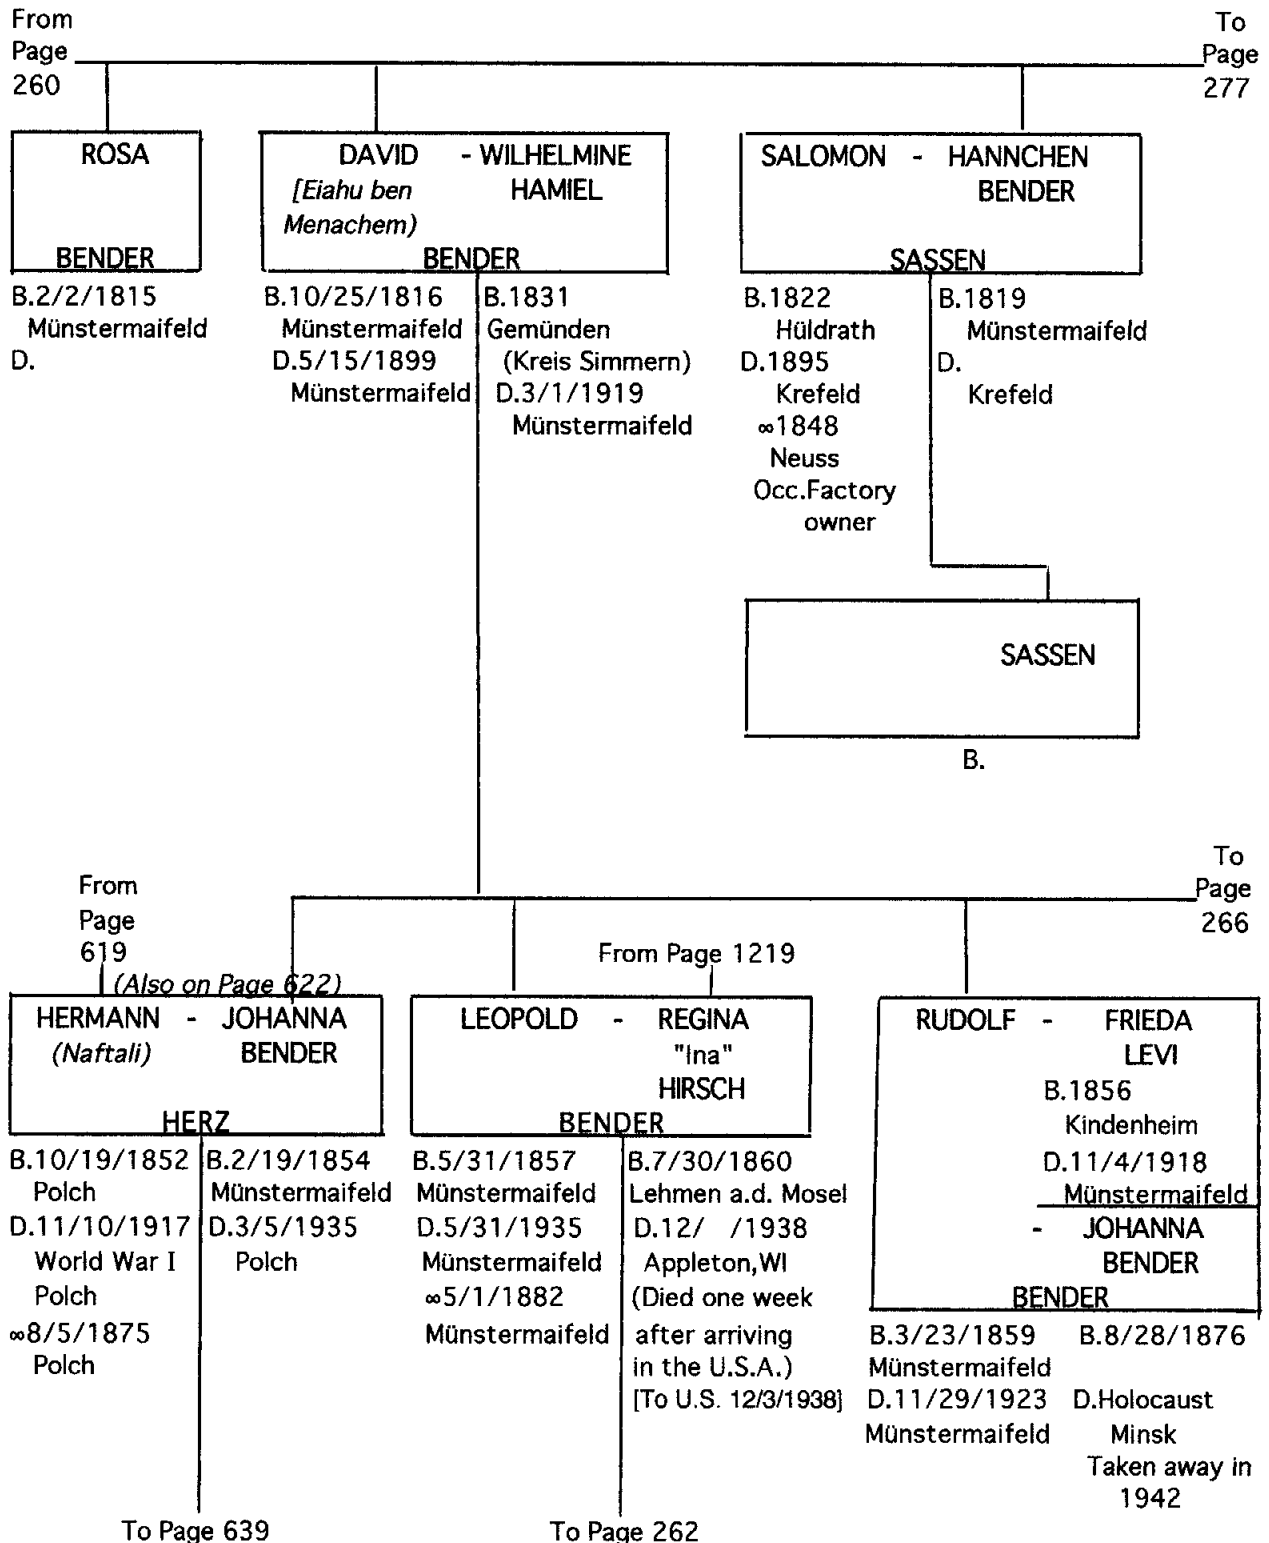 From
Page
260
To
Page
277
ROSA
BENDER
B.2/2/1815
Münstermaifeld
D.
DAVID - WILHELMINE
[Eiahu ben HAMIEL
Menachem)
BENDER
B.10/25/1816 B.1831
Münstermaifeld Gemünden
D.5/15/1899 (Kreis Simmern)
Münstermaifeld D.3/1/1919
Münstermaifeld
SALOMON - HANNCHEN
BENDER
SASSEN
B.1822 B.1819
Hüldrath Münstermaifeld
D.1895 D.
Krefeld Krefeld
∞1848
Neuss
Occ.Factory
owner
SASSEN
B.
To
Page
266
From
Page
619
(Also on Page 622)
HERMANN - JOHANNA
(Naftali) BENDER
HERZ
B.10/19/1852 B.2/19/1854
Polch Münstermaifeld
D.11/10/1917 D.3/5/1935
World War I Polch
Polch
∞8/5/1875
Polch
To Page 639
From Page 1219
LEOPOLD - REGINA
"Ina"
HIRSCH
BENDER
B.5/31/1857 B.7/30/1860
Münstermaifeld Lehmen a.d. Mosel
D.5/31/1935 D.12/ /1938
Münstermaifeld Appleton,WI
∞5/1/1882 (Died one week
Münstermaifeld after arriving
in the U.S.A.)
[To U.S. 12/3/1938]
To Page 262
RUDOLF - FRIEDA
LEVI
B.1856
Kindenheim
D.11/4/1918
Münstermaifeld
- JOHANNA
BENDER
BENDER
B.3/23/1859 B.8/28/1876
Münstermaifeld
D.11/29/1923 D.Holocaust
Münstermaifeld Minsk
Taken away in
1942